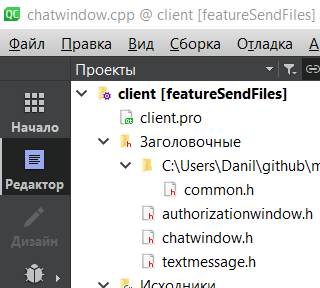 chatwindow.cpp @ client [featureSendFiles]
Файл Правка Вид Сборка Отладка
Проекты
Начало
Редактор
Дизайн
client [featureSendFiles]
client.pro
Заголовочные
C:\Users\Danil\github\m
common.h
authorizationwindow.h
chatwindow.h
textmessage.h
Исходники